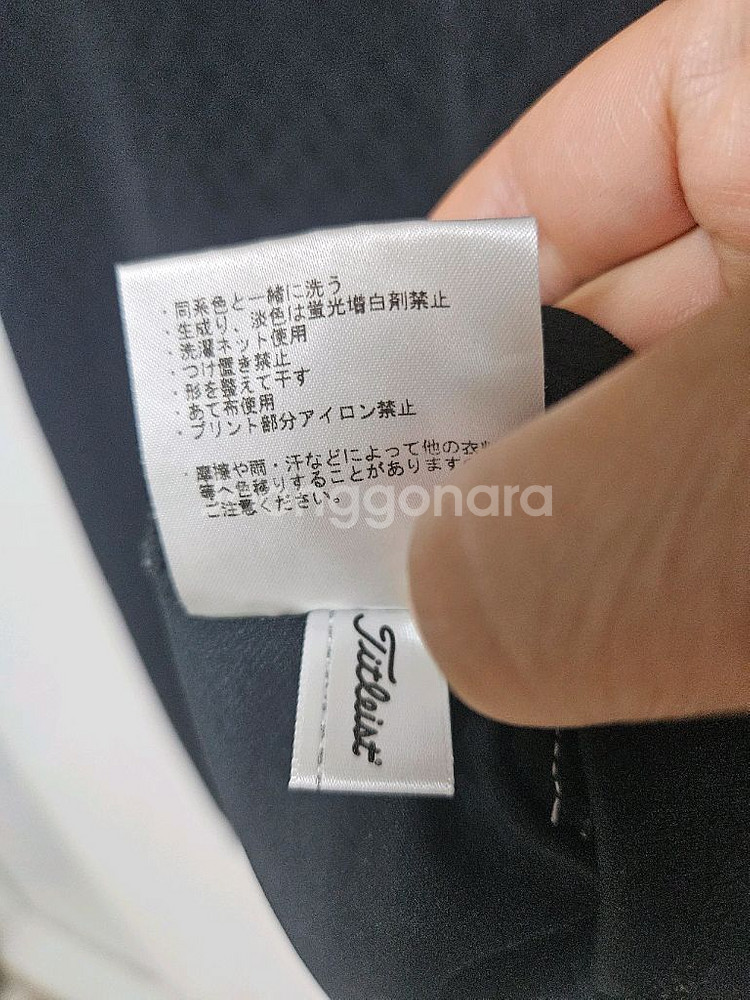 ・同系色と一緒に洗う
・生成り、淡色は蛍光増白剤禁止
・洗濯ネット使用
・つけ置き禁止
・形を整えて干す
・あて布使用
・プリント部分アイロン禁止
・摩擦や雨・汗などによって他の衣料
等へ色移りすることがあります
ご注意ください。
nggonara
Titleist